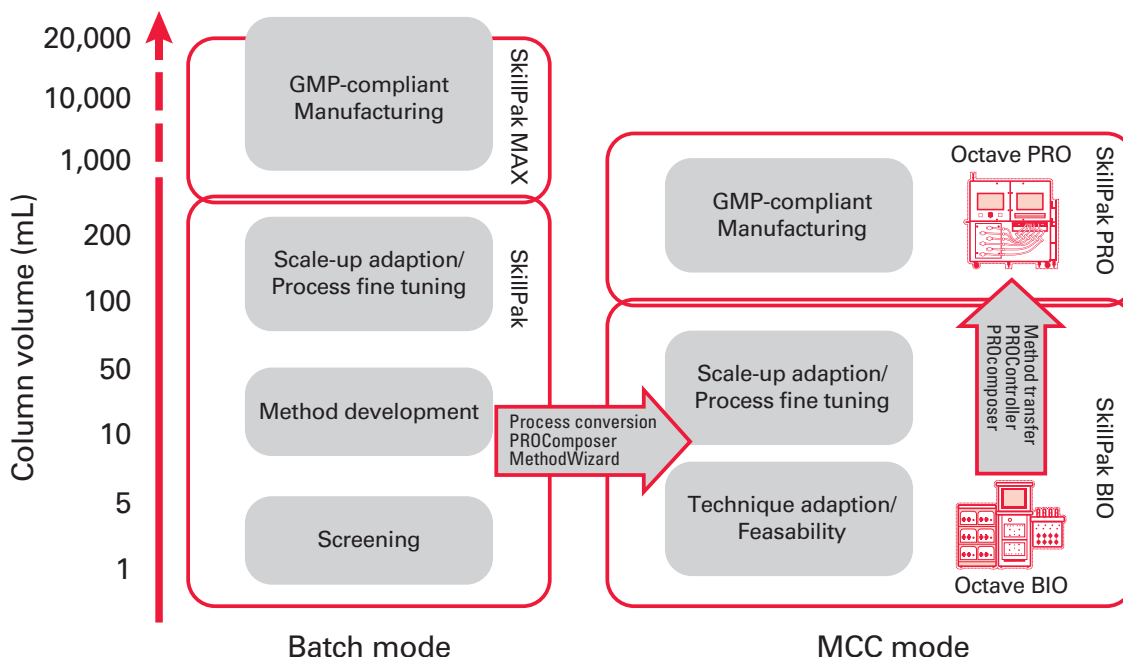 Column volume (mL)
20,000
10,000
1,000
200
100
50
10
5
1
GMP-compliant
Manufacturing
SkillPak MAX
Scale-up adaption/
Process fine tuning
SkillPak
Method development
Screening
Process conversion
PROComposer
MethodWizard
Octave PRO
GMP-compliant
Manufacturing
SkillPak PRO
Scale-up adaption/
Process fine tuning
Method transfer
PROController
PROcomposer
SkillPak BIO
Technique adaption/
Feasability
Octave BIO
Batch mode
MCC mode